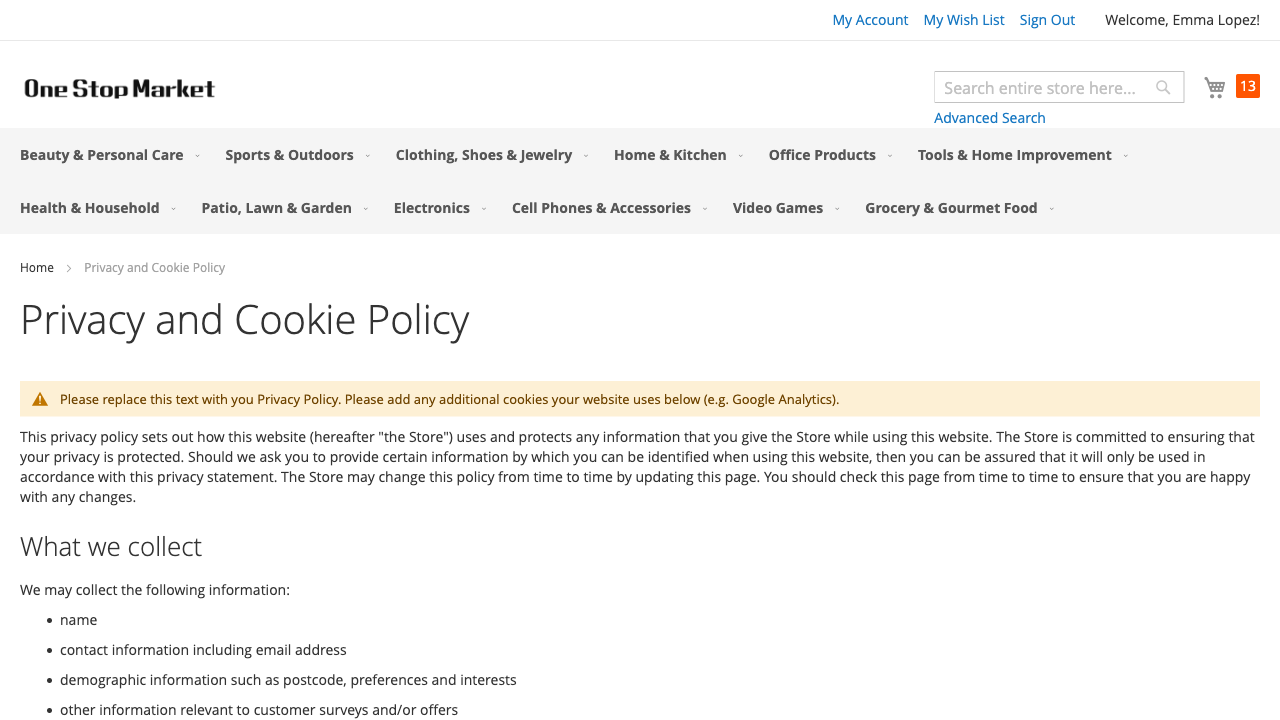 My Account My Wish List Sign Out Welcome, Emma Lopez!
One Stop Market
Search entire store here...
13
Advanced Search
Beauty & Personal Care Sports & Outdoors Clothing, Shoes & Jewelry Home & Kitchen Office Products Tools & Home Improvement
Health & Household Patio, Lawn & Garden Electronics Cell Phones & Accessories Video Games Grocery & Gourmet Food
Home Privacy and Cookie Policy
Privacy and Cookie Policy
Please replace this text with you Privacy Policy. Please add any additional cookies your website uses below (e.g. Google Analytics).
This privacy policy sets out how this website (hereafter "the Store") uses and protects any information that you give the Store while using this website. The Store is committed to ensuring that
your privacy is protected. Should we ask you to provide certain information by which you can be identified when using this website, then you can be assured that it will only be used in
accordance with this privacy statement. The Store may change this policy from time to time by updating this page. You should check this page from time to time to ensure that you are happy
with any changes.
What we collect
We may collect the following information:
name
contact information including email address
demographic information such as postcode, preferences and interests
other information relevant to customer surveys and/or offers